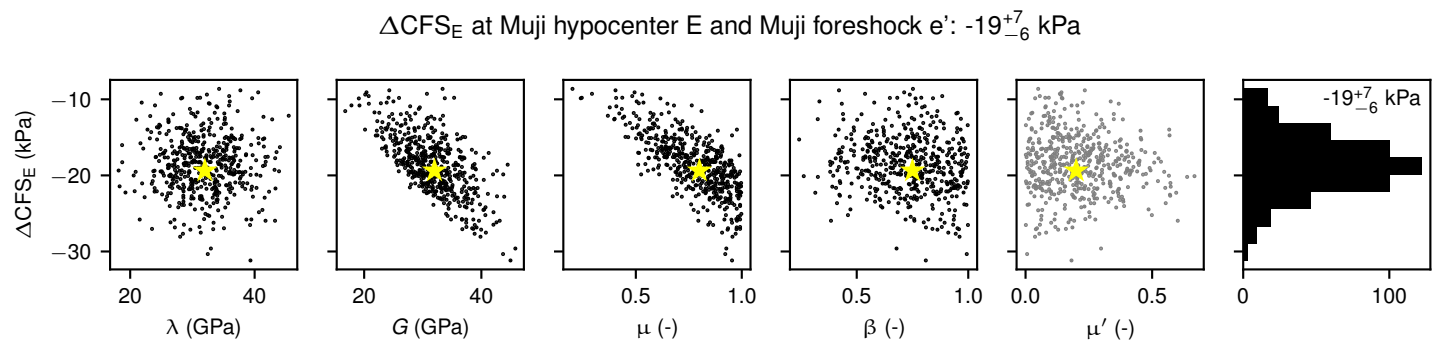 ΔCFS_E at Muji hypocenter E and Muji foreshock e’: -19⁺⁷₋₆ kPa
ΔCFS_E (kPa)
−10
−20
−30
-19⁺⁷₋₆ kPa
20 40
20 40
0.5 1.0
0.5 1.0
0.0 0.5
0 100
λ (GPa)
G (GPa)
μ (-)
β (-)
μ′ (-)